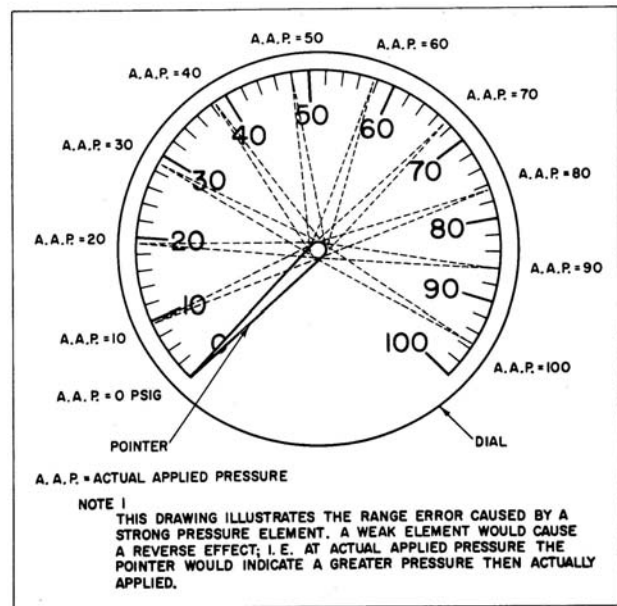 A.A.P. = 50
A.A.P. = 60
A.A.P. = 40
A.A.P. = 70
A.A.P. = 30
A.A.P. = 80
A.A.P. = 20
A.A.P. = 90
A.A.P. = 10
A.A.P. = 100
A.A.P. = 0 PSIG
0
10
20
30
40
50
60
70
80
90
100
POINTER
DIAL
A.A.P. = ACTUAL APPLIED PRESSURE
NOTE 1
THIS DRAWING ILLUSTRATES THE RANGE ERROR CAUSED BY A
STRONG PRESSURE ELEMENT. A WEAK ELEMENT WOULD CAUSE
A REVERSE EFFECT; I.E. AT ACTUAL APPLIED PRESSURE THE
POINTER WOULD INDICATE A GREATER PRESSURE THEN ACTUALLY
APPLIED.